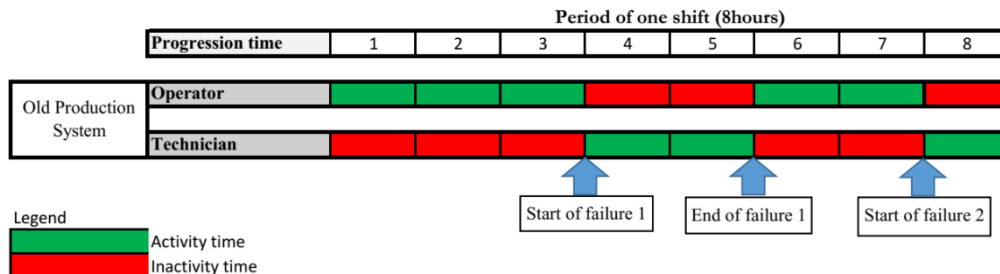 Period of one shift (8hours)
Progression time 1 2 3 4 5 6 7 8
Old Production
System
Operator
Technician
Start of failure 1 End of failure 1 Start of failure 2
Legend
Activity time
Inactivity time